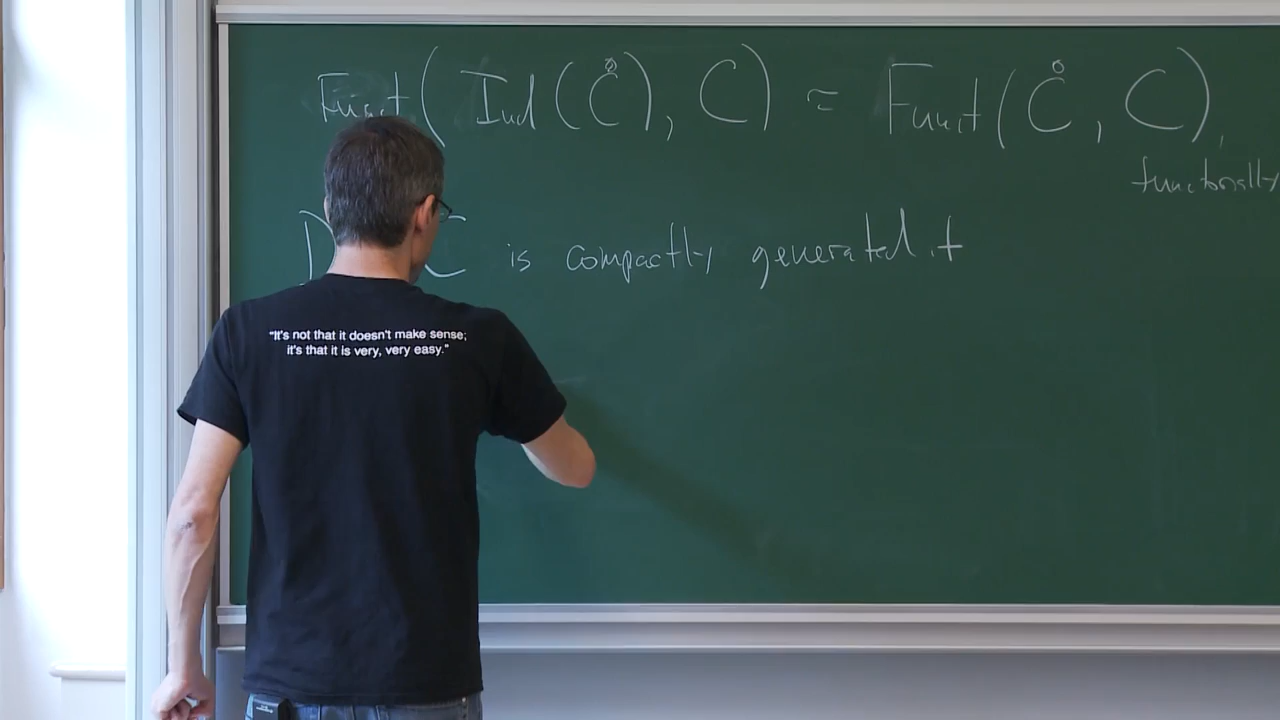 Funct(Ind(C̊), C) ≃ Funct(C̊, C),
functorially
C is compactly generated if
“It's not that it doesn't make sense;
it's that it is very, very easy.”